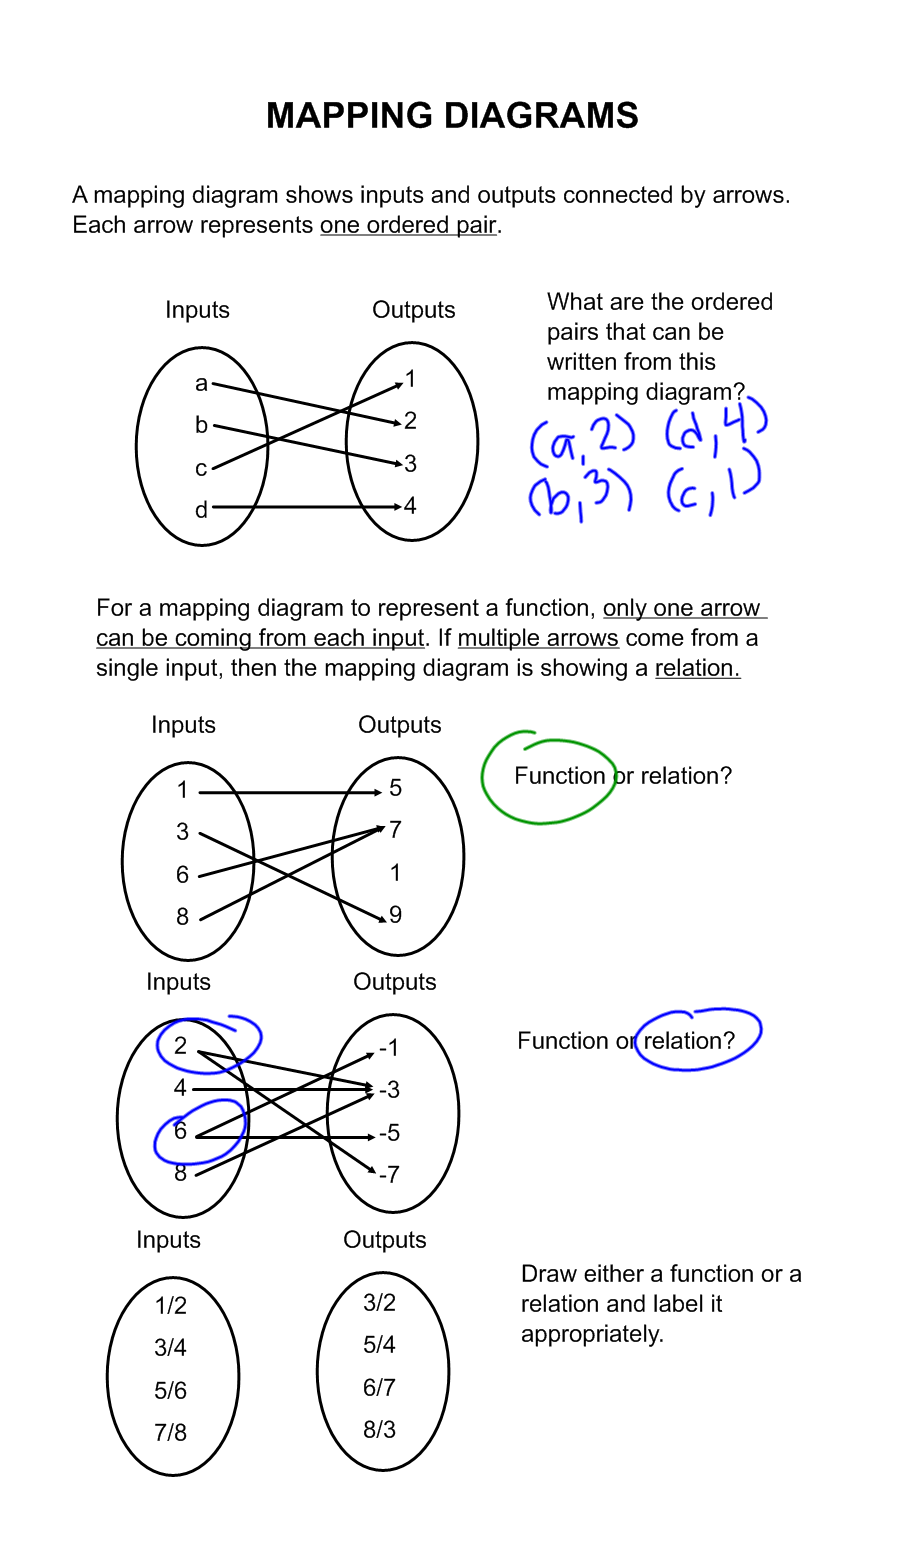 MAPPING DIAGRAMS
A mapping diagram shows inputs and outputs connected by arrows.
Each arrow represents one ordered pair.
Inputs Outputs
What are the ordered
pairs that can be
written from this
mapping diagram?
a 1
b 2
c 3
d 4
(a,2) (d,4)
(b,3) (c,1)
For a mapping diagram to represent a function, only one arrow
can be coming from each input. If multiple arrows come from a
single input, then the mapping diagram is showing a relation.
Inputs Outputs
Function or relation?
1 5
3 7
6 1
8 9
Inputs Outputs
Function or relation?
2 -1
4 -3
6 -5
8 -7
Inputs Outputs
Draw either a function or a
relation and label it
appropriately.
1/2 3/2
3/4 5/4
5/6 6/7
7/8 8/3